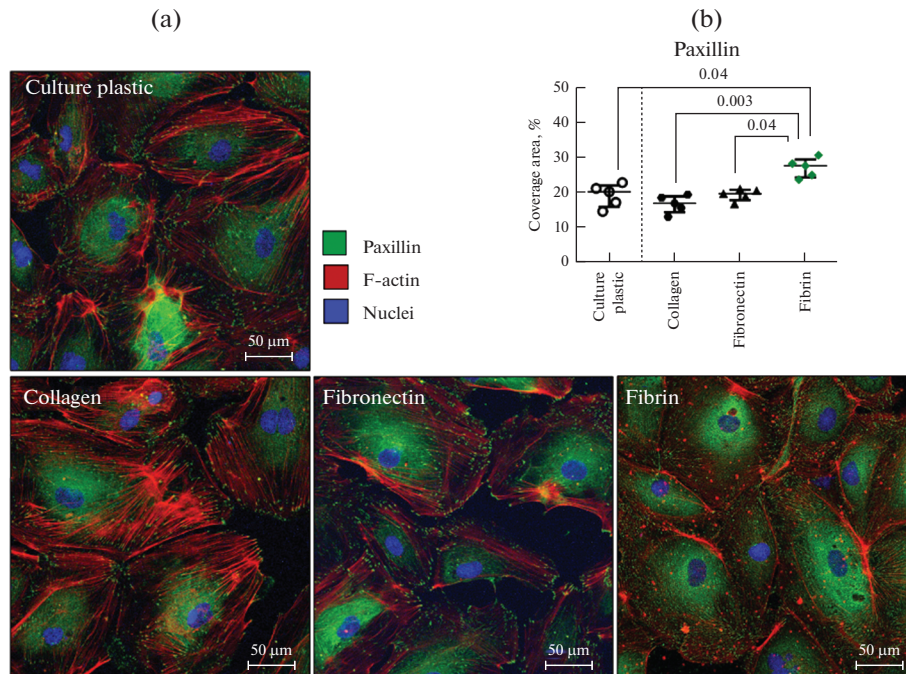 (a)
Culture plastic
50 μm
Paxillin
F-actin
Nuclei
(b)
Paxillin
Coverage area, %
50
40
30
20
10
0
0.04
0.003
0.04
Culture
plastic
Collagen
Fibronectin
Fibrin
Collagen
50 μm
Fibronectin
50 μm
Fibrin
50 μm